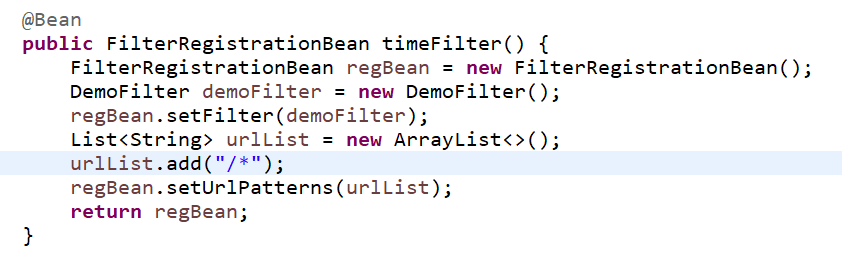 @Bean
public FilterRegistrationBean timeFilter() {
    FilterRegistrationBean regBean = new FilterRegistrationBean();
    DemoFilter demoFilter = new DemoFilter();
    regBean.setFilter(demoFilter);
    List<String> urlList = new ArrayList<>();
    urlList.add("/*");
    regBean.setUrlPatterns(urlList);
    return regBean;
}